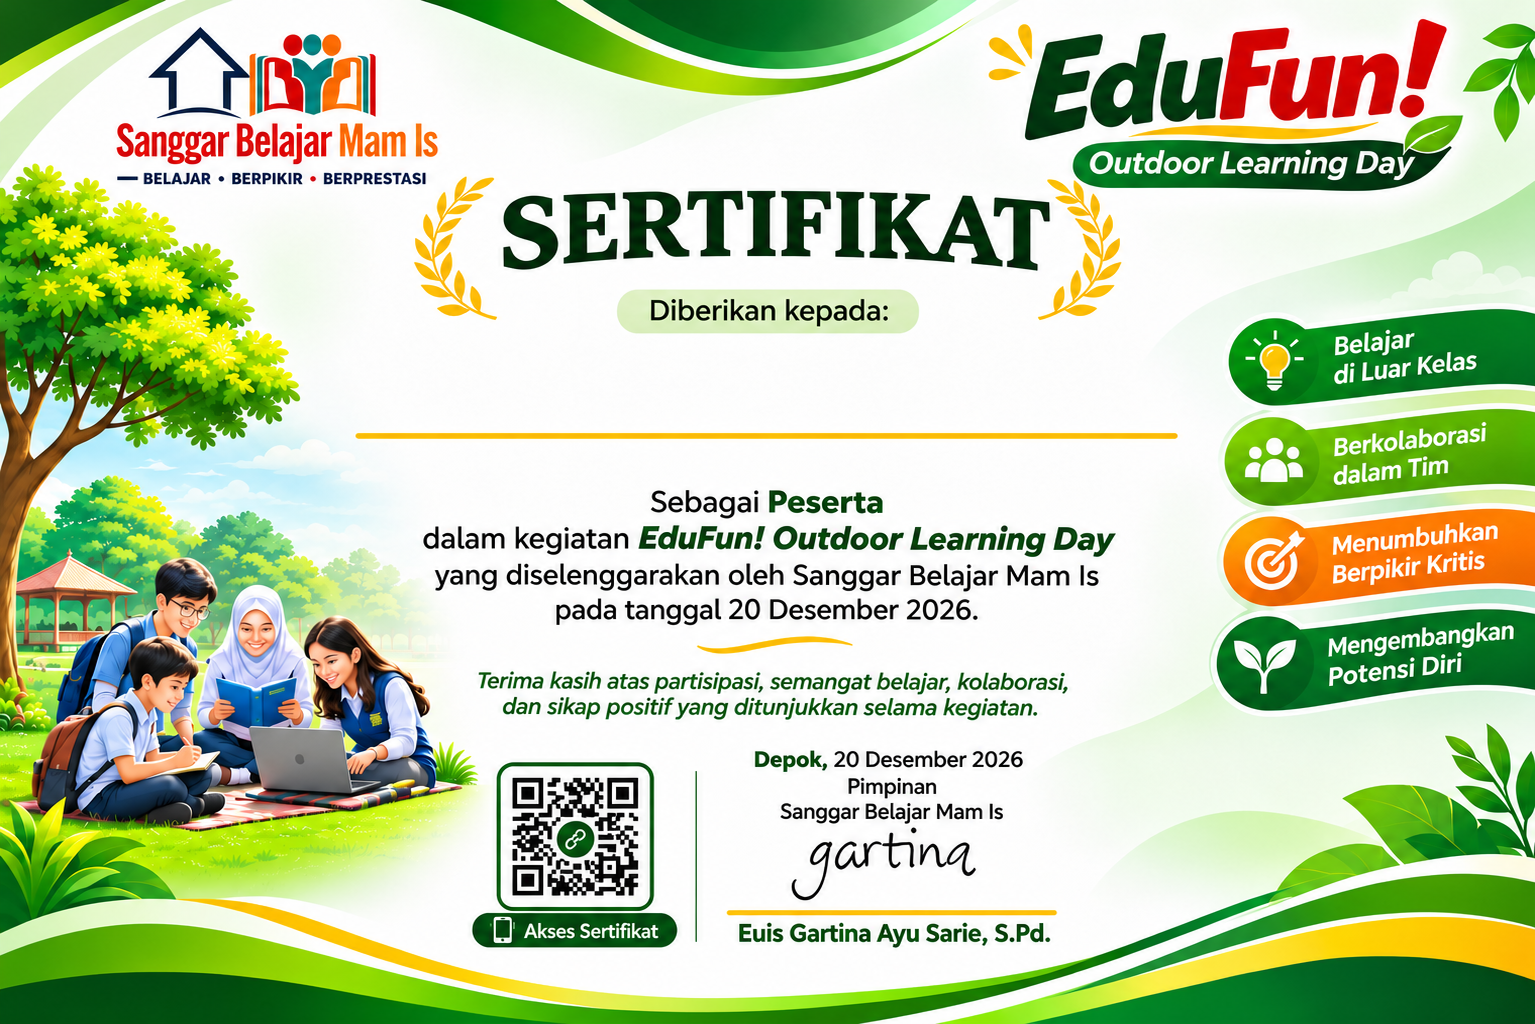 Sanggar Belajar Mam Is
BELAJAR • BERPIKIR • BERPRESTASI
EduFun!
Outdoor Learning Day
SERTIFIKAT
Diberikan kepada:
Belajar
di Luar Kelas
Berkolaborasi
dalam Tim
Menumbuhkan
Berpikir Kritis
Mengembangkan
Potensi Diri
Sebagai Peserta
dalam kegiatan EduFun! Outdoor Learning Day
yang diselenggarakan oleh Sanggar Belajar Mam Is
pada tanggal 20 Desember 2026.
Terima kasih atas partisipasi, semangat belajar, kolaborasi,
dan sikap positif yang ditunjukkan selama kegiatan.
Akses Sertifikat
Depok, 20 Desember 2026
Pimpinan
Sanggar Belajar Mam Is
gartina
Euis Gartina Ayu Sarie, S.Pd.